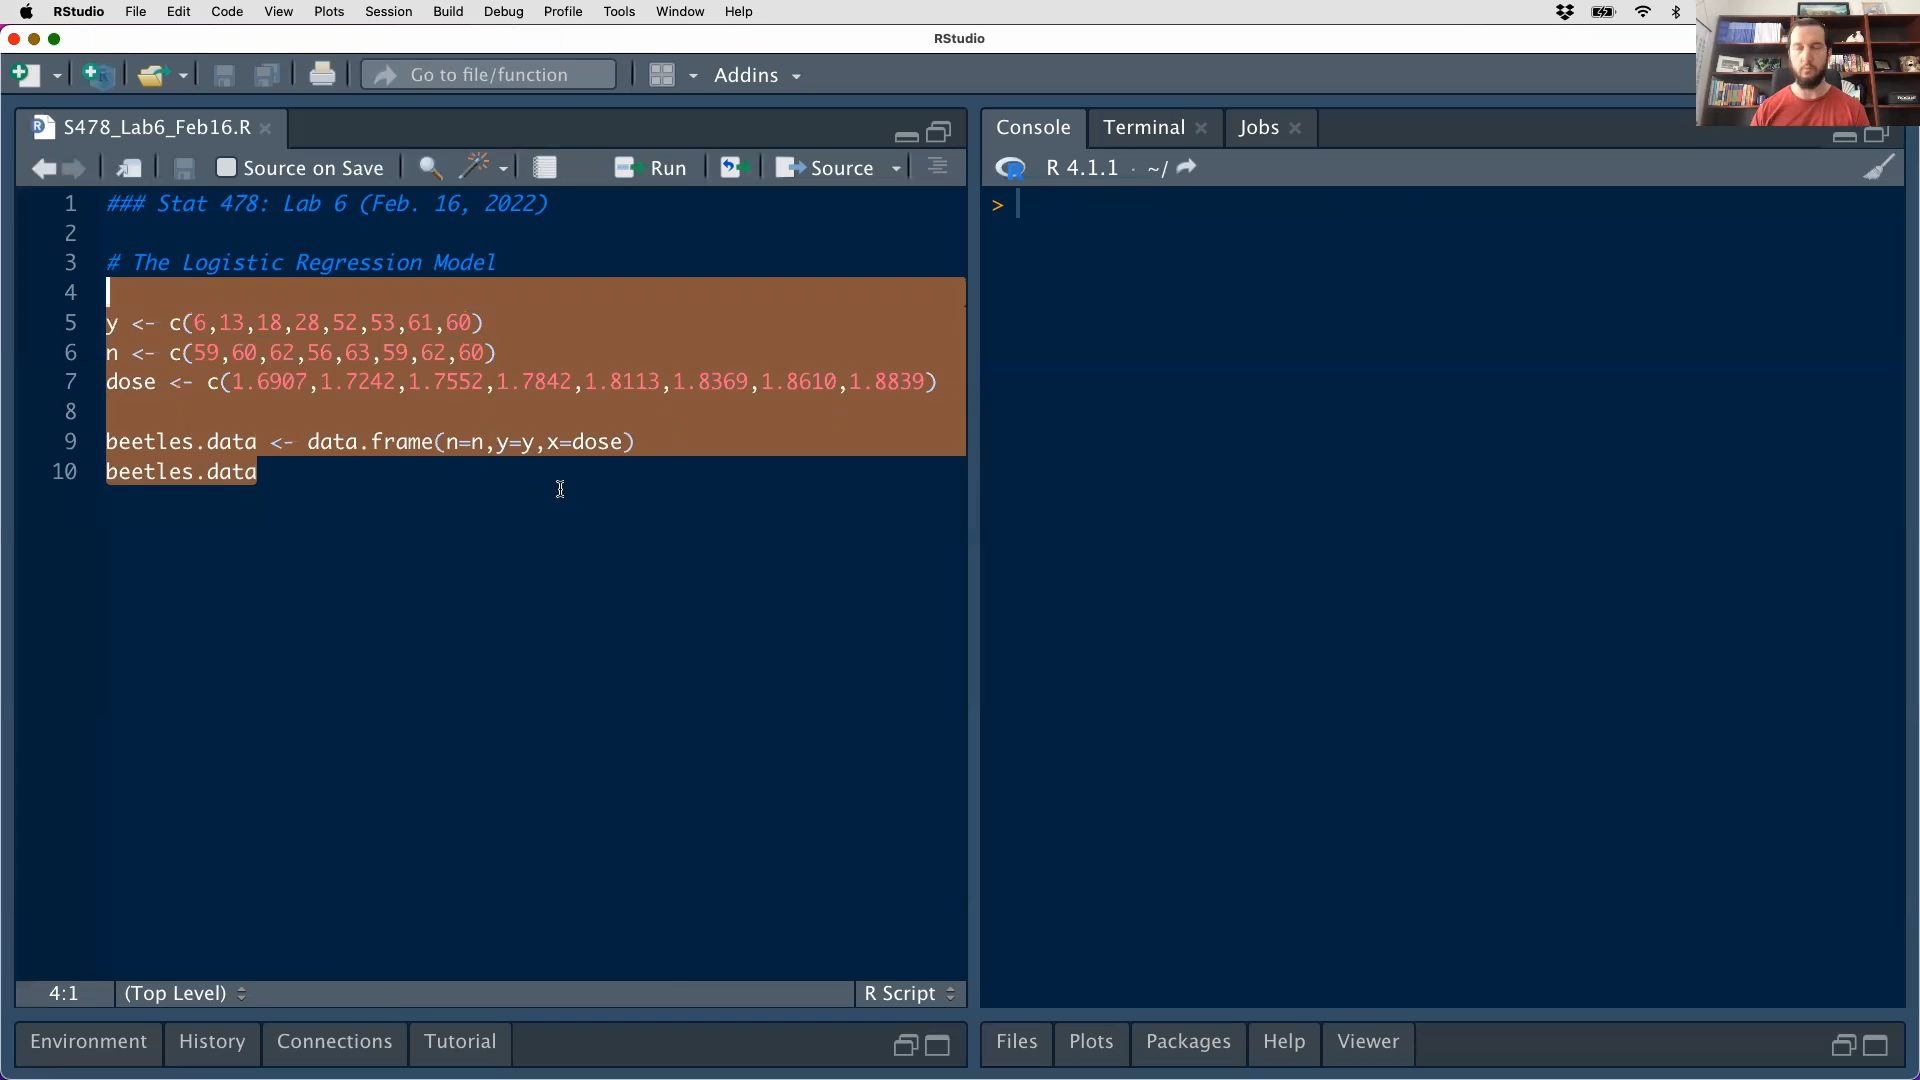 RStudio File Edit Code View Plots Session Build Debug Profile Tools Window Help
RStudio
Go to file/function
Addins
S478_Lab6_Feb16.R
Source on Save
Run
Source
1 ### Stat 478: Lab 6 (Feb. 16, 2022)
2
3 # The Logistic Regression Model
4
5 y <- c(6,13,18,28,52,53,61,60)
6 n <- c(59,60,62,56,63,59,62,60)
7 dose <- c(1.6907,1.7242,1.7552,1.7842,1.8113,1.8369,1.8610,1.8839)
8
9 beetles.data <- data.frame(n=n,y=y,x=dose)
10 beetles.data
4:1 (Top Level) R Script
Environment History Connections Tutorial
Console Terminal Jobs
R 4.1.1 · ~/
>
Files Plots Packages Help Viewer